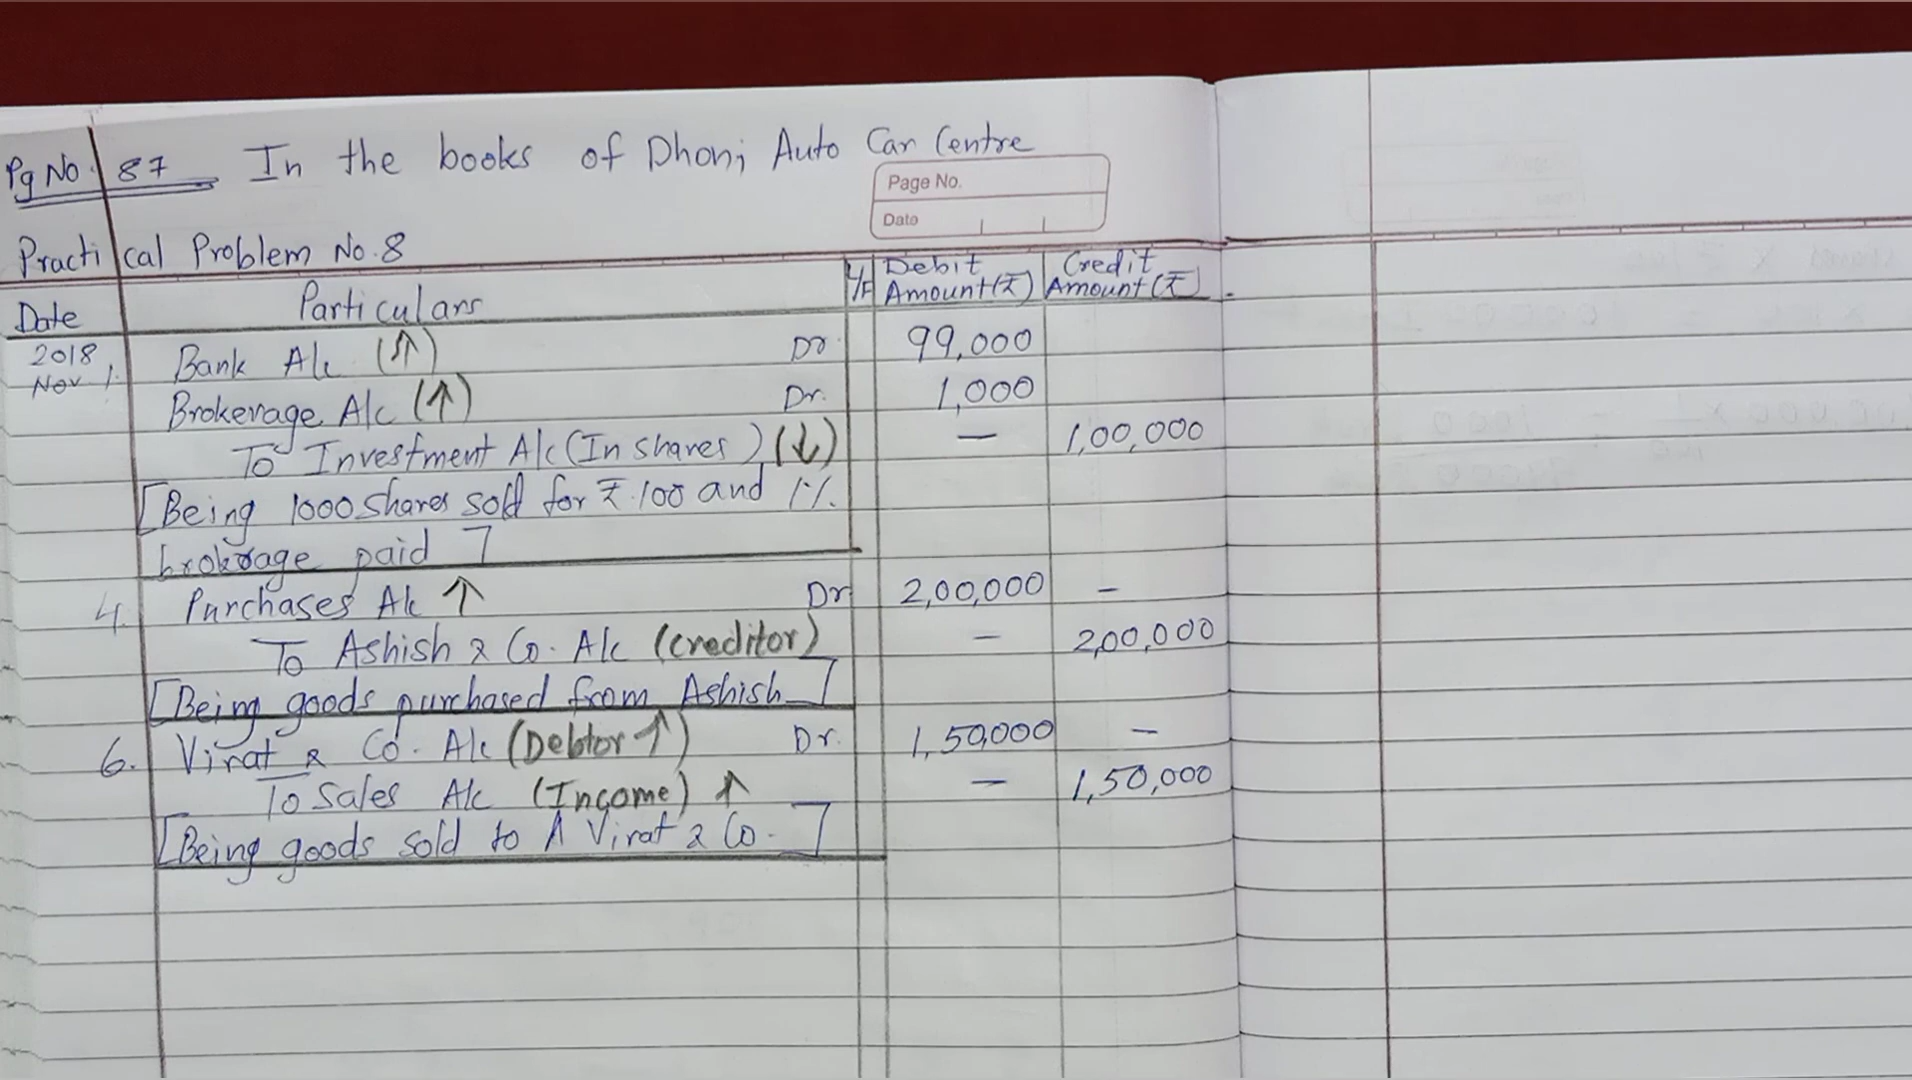 Pg No. 87 In the books of Dhoni Auto Car Centre
Page No.
Date
Practical Problem No. 8
Date Particulars L/F Debit Amount (₹) Credit Amount (₹)
2018 Nov 1. Bank A/c (↑) Dr 99,000
Brokerage A/c (↑) Dr. 1,000
To Investment A/c (In shares) (↓) — 1,00,000
[Being 1000 shares sold for ₹.100 and 1%.
brokerage paid]
4. Purchases A/c ↑ Dr 2,00,000 –
To Ashish & Co. A/c (creditor) — 2,00,000
[Being goods purchased from Ashish]
6. Virat & Co. A/c (Debtor ↑) Dr. 1,50,000 –
To Sales A/c (Income) ↑ — 1,50,000
[Being goods sold to A Virat & Co.]